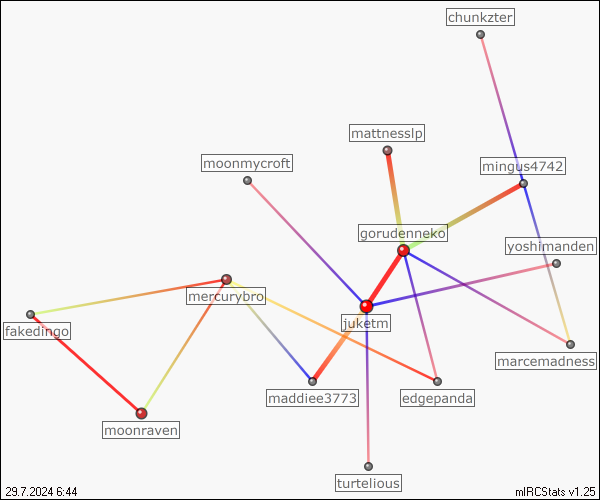 chunkzter
mattnesslp
moonmycroft
mingus4742
gorudenneko
yoshimanden
mercurybro
fakedingo
juketm
marcemadness
maddiee3773
edgepanda
moonraven
turtelious
29.7.2024 6:44
mIRCStats v1.25